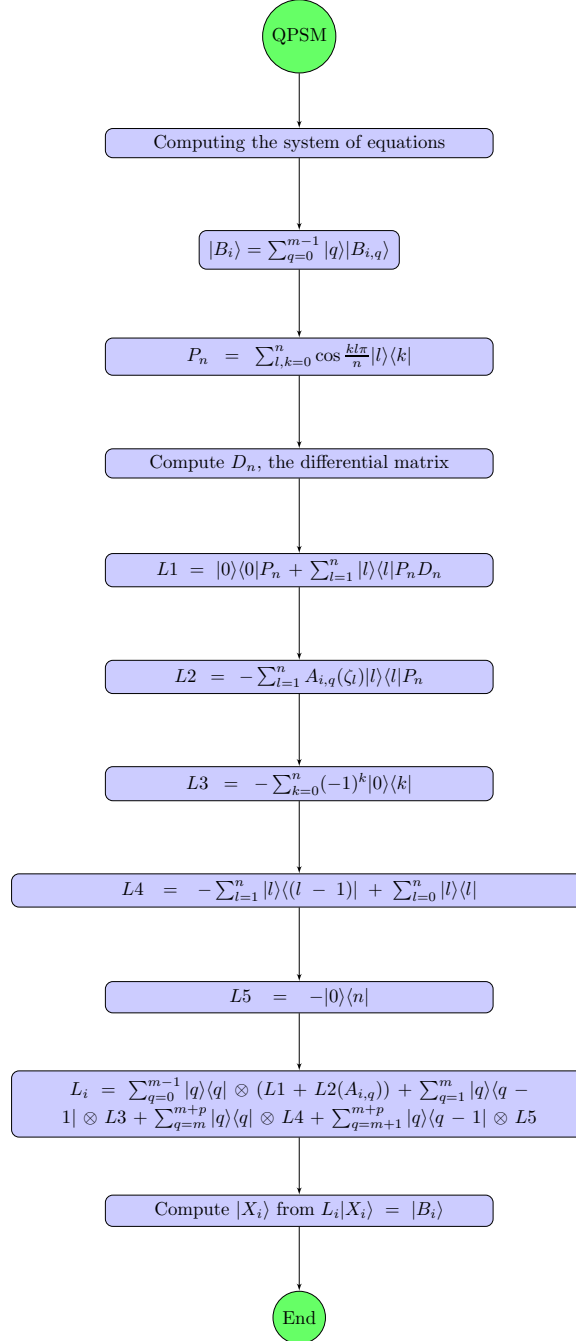 QPSM
Computing the system of equations
|B_i⟩ = ∑_{q=0}^{m−1} |q⟩|B_{i,q}⟩
P_n = ∑_{l,k=0}^{n} cos \frac{klπ}{n} |l⟩⟨k|
Compute D_n, the differential matrix
L1 = |0⟩⟨0|P_n + ∑_{l=1}^{n} |l⟩⟨l|P_n D_n
L2 = −∑_{l=1}^{n} A_{i,q}(ζ_l)|l⟩⟨l|P_n
L3 = −∑_{k=0}^{n} (−1)^k |0⟩⟨k|
L4 = −∑_{l=1}^{n} |l⟩⟨(l − 1)| + ∑_{l=0}^{n} |l⟩⟨l|
L5 = −|0⟩⟨n|
L_i = ∑_{q=0}^{m−1} |q⟩⟨q| ⊗ (L1 + L2(A_{i,q})) + ∑_{q=1}^{m} |q⟩⟨q −
1| ⊗ L3 + ∑_{q=m}^{m+p} |q⟩⟨q| ⊗ L4 + ∑_{q=m+1}^{m+p} |q⟩⟨q − 1| ⊗ L5
Compute |X_i⟩ from L_i|X_i⟩ = |B_i⟩
End